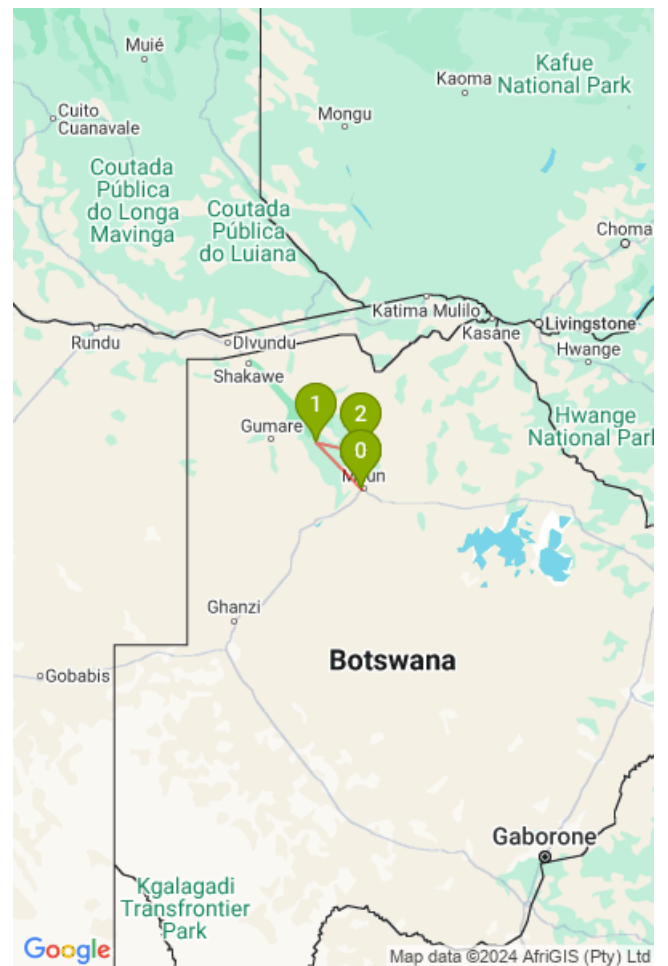 Muié
Kafue
National Park
Kaoma
Cuito
Cuanavale
Mongu
Coutada
Pública
do Longa
Mavinga
Coutada
Pública
do Luiana
Choma
Katima Mulilo
Kasane
Livingstone
Rundu
DIvundu
Hwange
Shakawe
1
2
Hwange
National Park
Gumare
0
Ghanzi
Botswana
Gobabis
Gaborone
Kgalagadi
Transfrontier
Park
Google
Map data ©2024 AfriGIS (Pty) Ltd